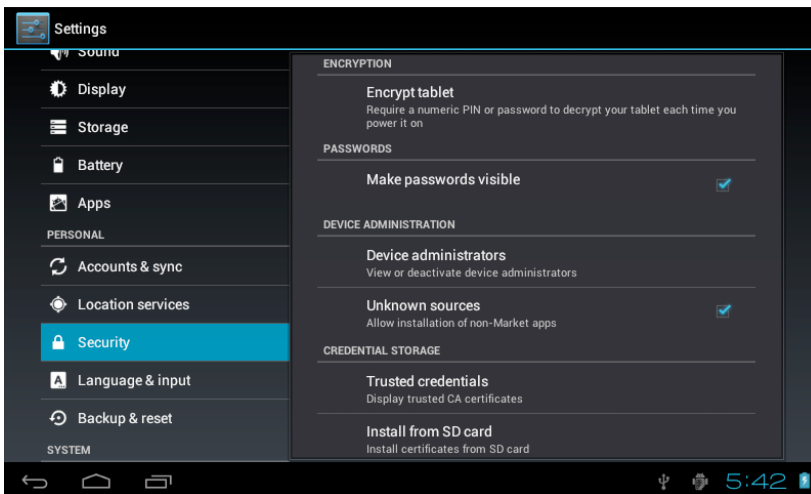 Settings
Sound
Display
Storage
Battery
Apps
PERSONAL
Accounts & sync
Location services
Security
Language & input
Backup & reset
SYSTEM
ENCRYPTION
Encrypt tablet
Require a numeric PIN or password to decrypt your tablet each time you
power it on
PASSWORDS
Make passwords visible
DEVICE ADMINISTRATION
Device administrators
View or deactivate device administrators
Unknown sources
Allow installation of non-Market apps
CREDENTIAL STORAGE
Trusted credentials
Display trusted CA certificates
Install from SD card
Install certificates from SD card
5:42